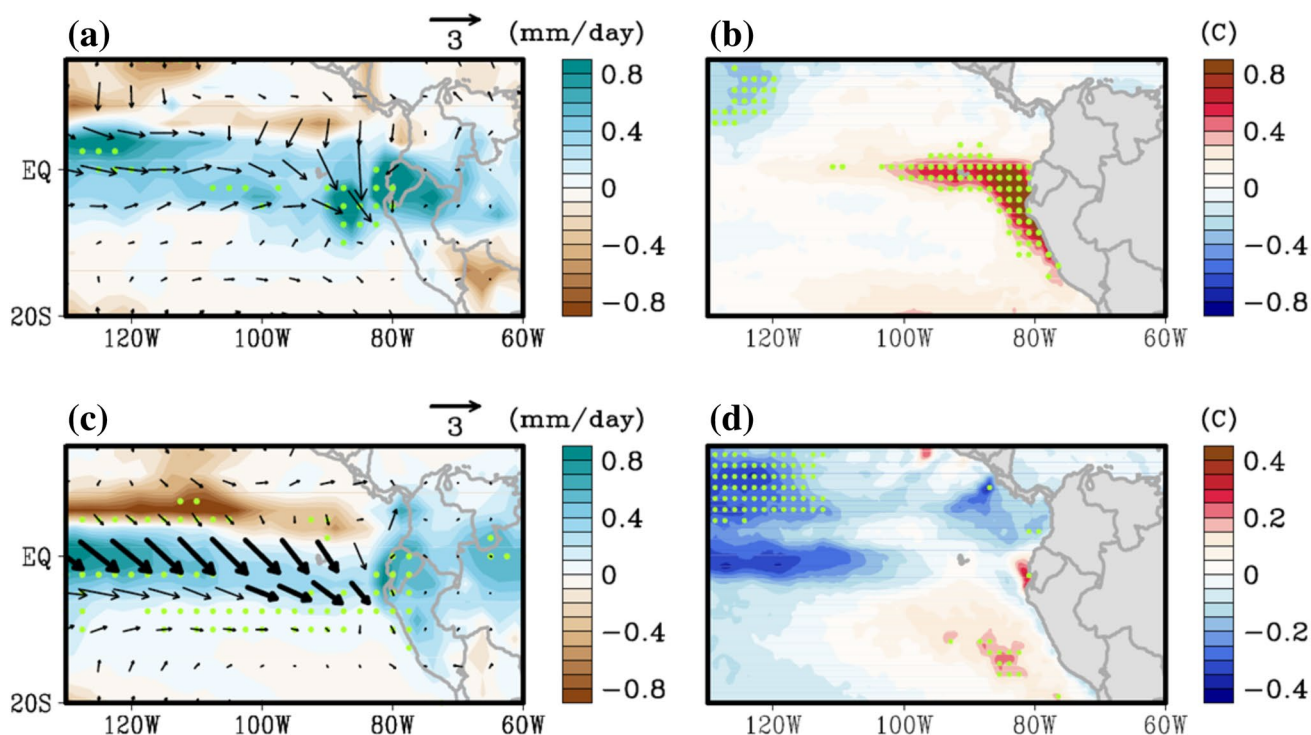 (a) 3 (mm/day) (b) (C)
0.8 0.8
0.4 0.4
EQ 0 0
−0.4 −0.4
−0.8 −0.8
20S
120W 100W 80W 60W 120W 100W 80W 60W
(c) 3 (mm/day) (d) (C)
0.8 0.4
0.4 0.2
EQ 0 0
−0.4 −0.2
−0.8 −0.4
20S
120W 100W 80W 60W 120W 100W 80W 60W